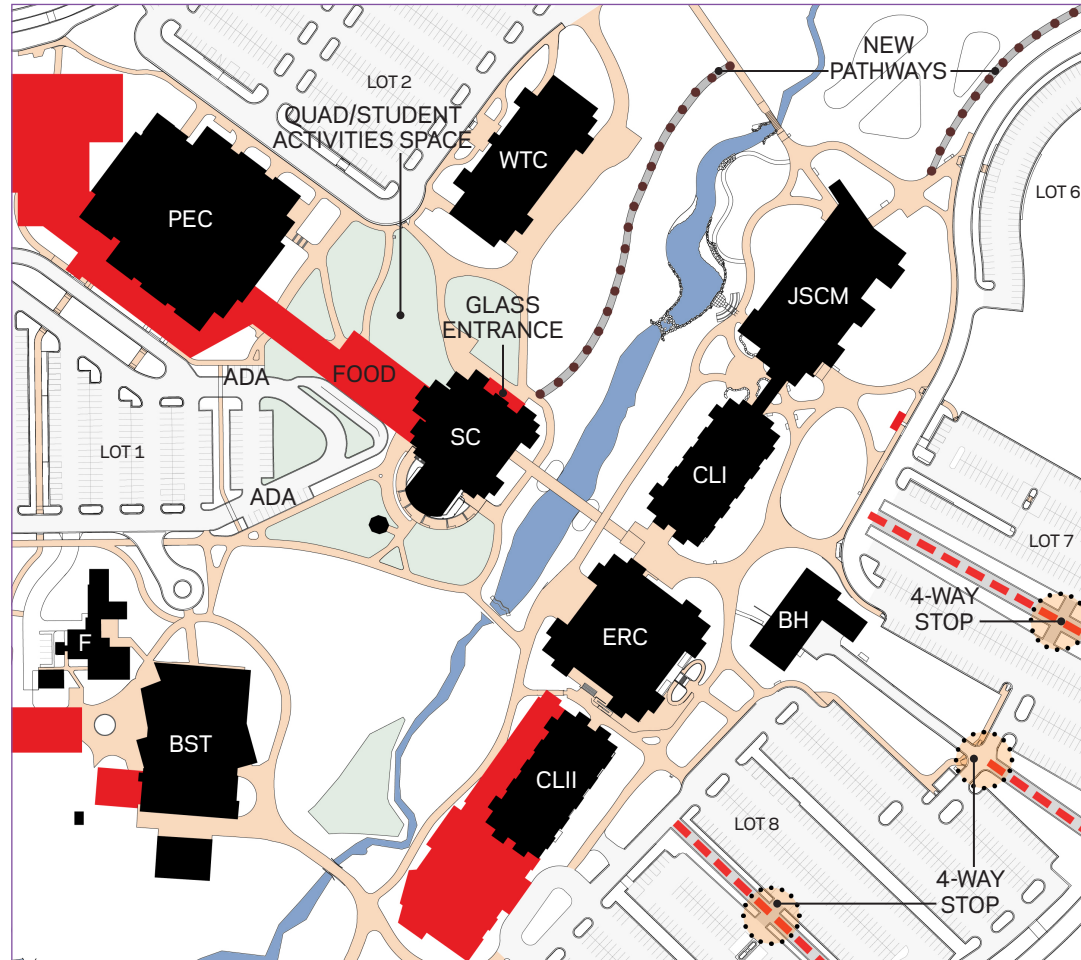 NEW
PATHWAYS
LOT 2
QUAD/STUDENT
ACTIVITIES SPACE
WTC
LOT 6
PEC
JSCM
GLASS
ENTRANCE
ADA
FOOD
SC
LOT 1
CLI
ADA
LOT 7
4-WAY
STOP
F
ERC
BH
BST
CLII
LOT 8
4-WAY
STOP